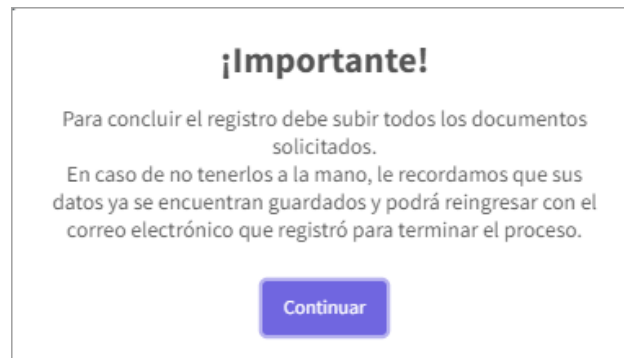 ¡Importante!
Para concluir el registro debe subir todos los documentos
solicitados.
En caso de no tenerlos a la mano, le recordamos que sus
datos ya se encuentran guardados y podrá reingresar con el
correo electrónico que registró para terminar el proceso.
Continuar